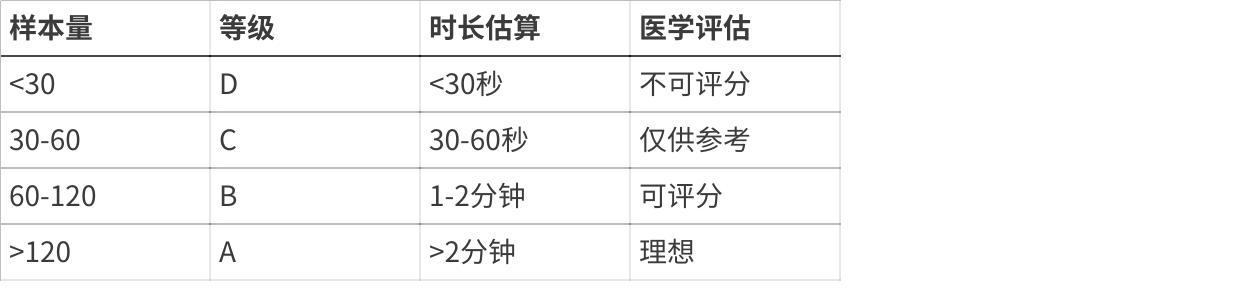 样本量 等级 时长估算 医学评估
<30 D <30秒 不可评分
30-60 C 30-60秒 仅供参考
60-120 B 1-2分钟 可评分
>120 A >2分钟 理想